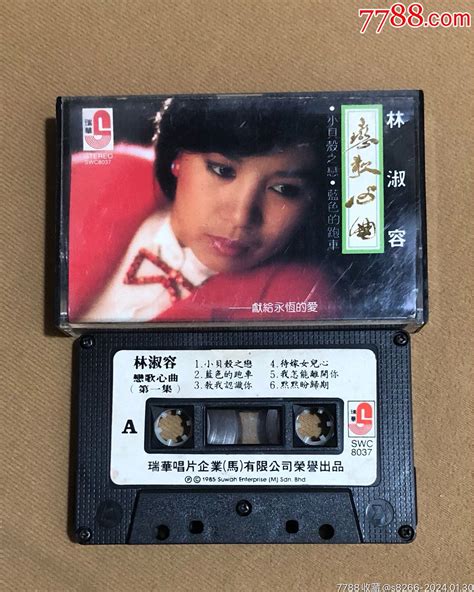 7788.com
瑞華
STEREO
SWC8037
林淑容
戀歌心曲
•小貝殼之戀•藍色的跑車
——獻給永恆的愛
林淑容
戀歌心曲
(第一集)
1.小貝殼之戀
2.藍色的跑車
3.教我認識你
4.待嫁女兒心
5.我怎能離開你
6.黙黙盼歸期
A
瑞華
SWC
8037
瑞華唱片企業(馬)有限公司榮譽出品
Ⓟ © 1985 Suwah Enterprise (M) Sdn. Bhd
7788收藏@s8266-2024.01.30